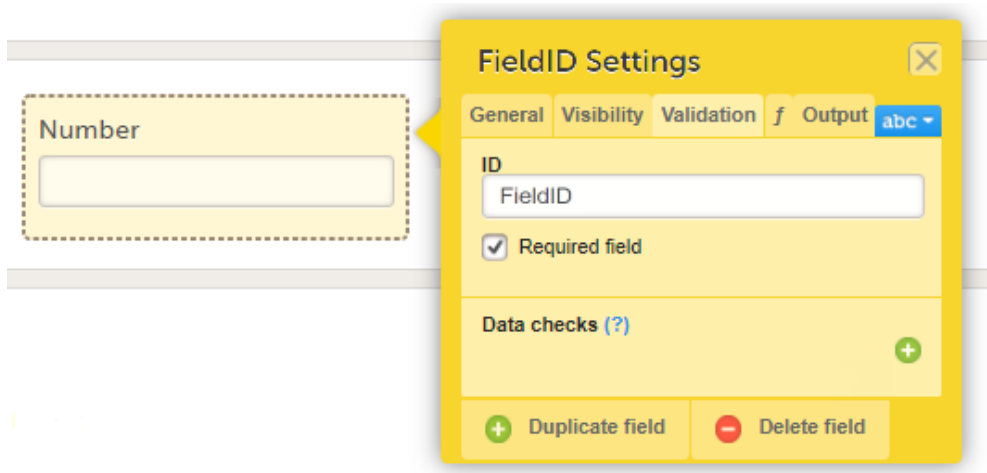 FieldID Settings
General Visibility Validation ƒ Output abc
Number
ID
FieldID
Required field
Data checks (?)
Duplicate field Delete field